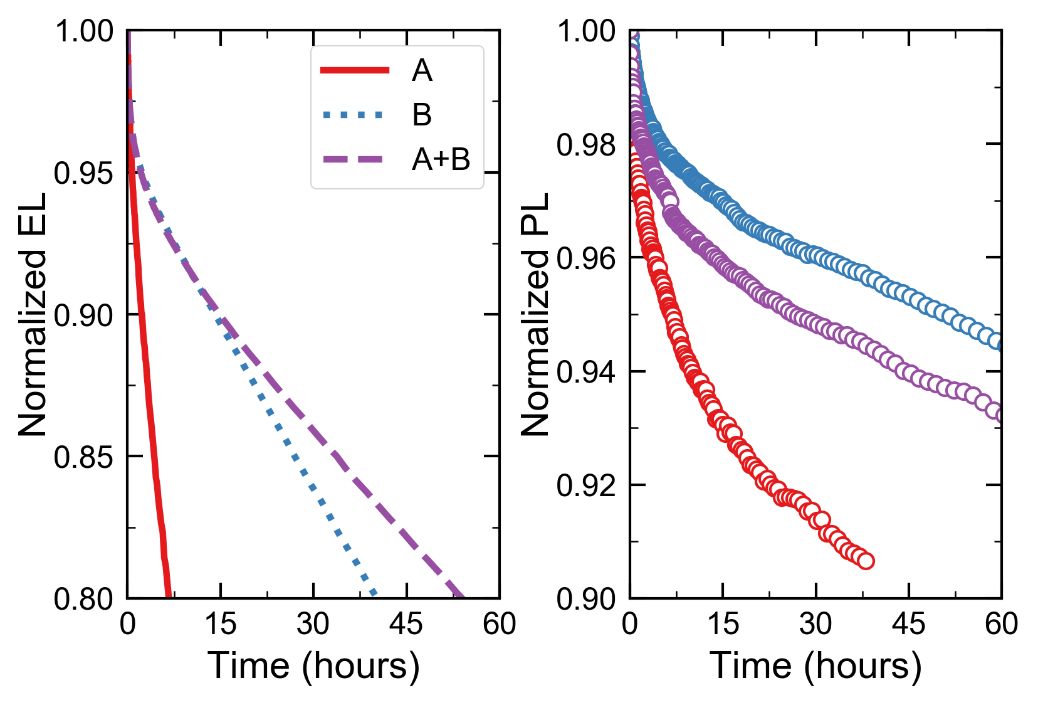 Normalized EL
1.00
0.95
0.90
0.85
0.80
0 15 30 45 60
Time (hours)
A
B
A+B
Normalized PL
1.00
0.98
0.96
0.94
0.92
0.90
0 15 30 45 60
Time (hours)